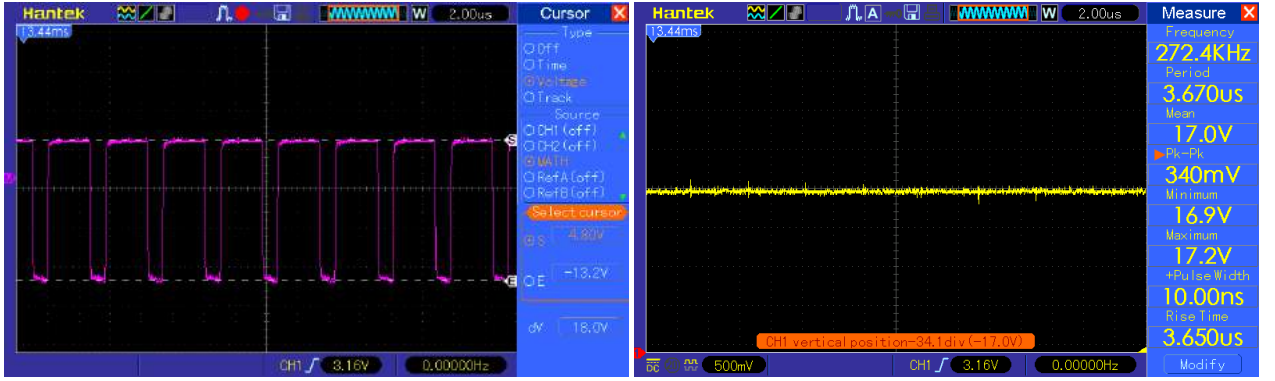 Hantek W 2.00us Cursor X
13.44ms
Type
Off
Time
Voltage
Track
Source
CH1 (off)
CH2 (off)
MATH
RefA(off)
RefB(off)
Select cursor
S 4.80V
E -13.2V
dV 18.0V
S
E
CH1 3.16V 0.00000Hz
Hantek A W 2.00us Measure X
13.44ms
Frequency
272.4KHz
Period
3.670us
Mean
17.0V
Pk-Pk
340mV
Minimum
16.9V
Maximum
17.2V
+Pulse Width
10.00ns
Rise Time
3.650us
Modify
CH1 vertical position-34.1div(-17.0V)
DC 500mV CH1 3.16V 0.00000Hz